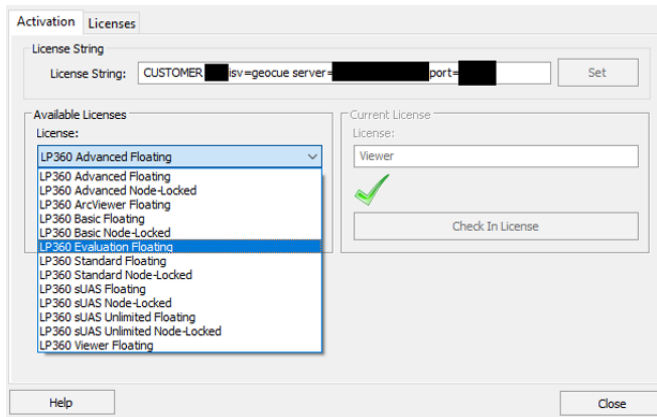 Activation Licenses
License String
License String: CUSTOMER isv=geocue server= port= Set
Available Licenses
License:
LP360 Advanced Floating
LP360 Advanced Floating
LP360 Advanced Node-Locked
LP360 ArcViewer Floating
LP360 Basic Floating
LP360 Basic Node-Locked
LP360 Evaluation Floating
LP360 Standard Floating
LP360 Standard Node-Locked
LP360 sUAS Floating
LP360 sUAS Node-Locked
LP360 sUAS Unlimited Floating
LP360 sUAS Unlimited Node-Locked
LP360 Viewer Floating
Current License
License:
Viewer
Check In License
Help Close